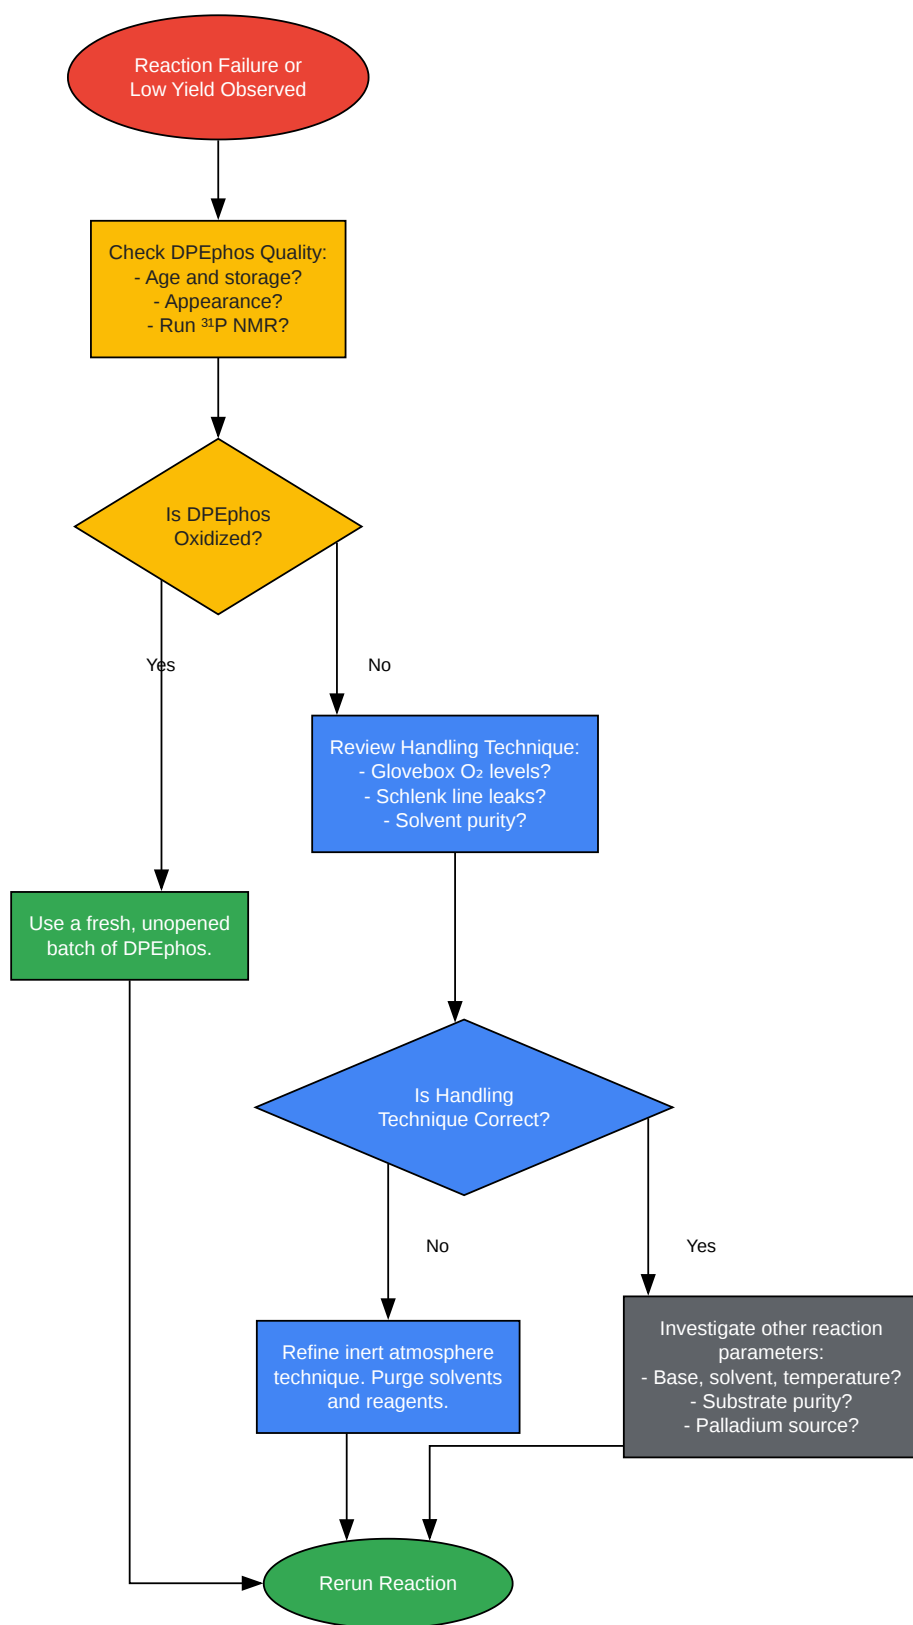 Reaction Failure or
Low Yield Observed
Check DPEphos Quality:
- Age and storage?
- Appearance?
- Run ³¹P NMR?
Is DPEphos
Oxidized?
Yes
No
Review Handling Technique:
- Glovebox O₂ levels?
- Schlenk line leaks?
- Solvent purity?
Use a fresh, unopened
batch of DPEphos.
Is Handling
Technique Correct?
No
Yes
Refine inert atmosphere
technique. Purge solvents
and reagents.
Investigate other reaction
parameters:
- Base, solvent, temperature?
- Substrate purity?
- Palladium source?
Rerun Reaction